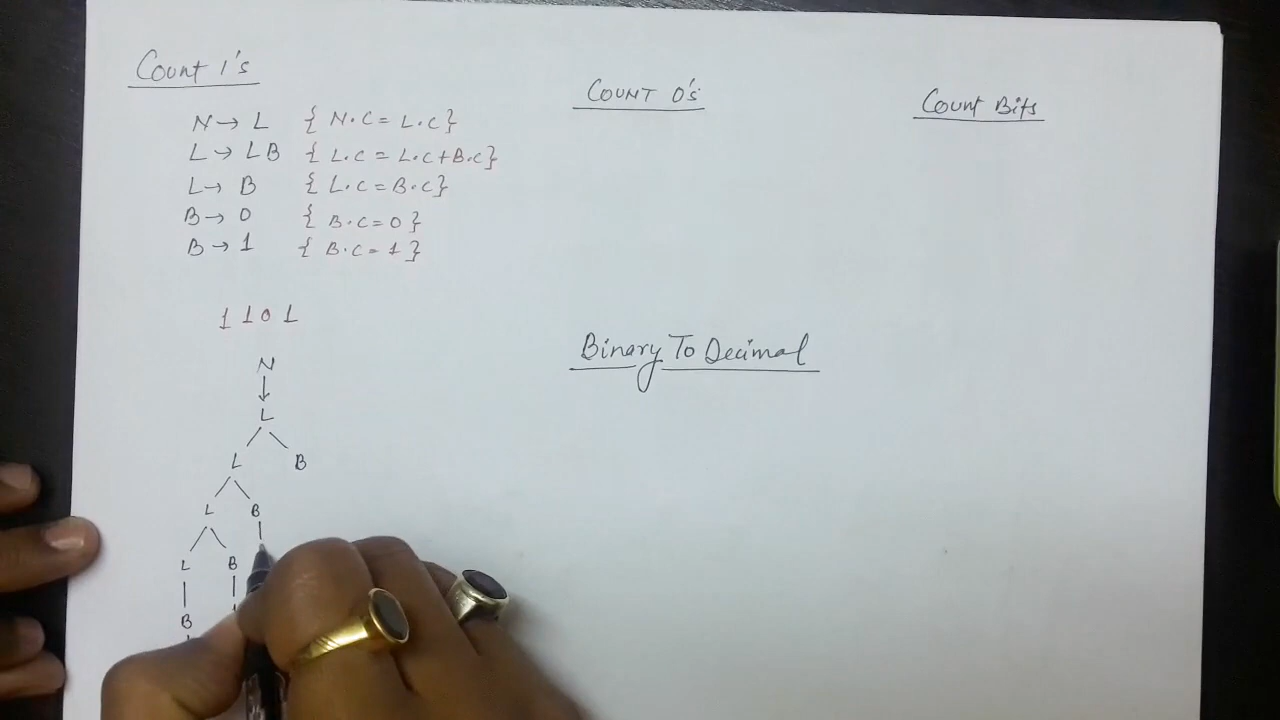 Count 1's
N → L { N.C = L.C }
L → LB { L.C = L.C + B.C }
L → B { L.C = B.C }
B → 0 { B.C = 0 }
B → 1 { B.C = 1 }
1 1 0 1
N
L
L B
L B
L B
B
COUNT 0's
Binary To Decimal
Count Bits